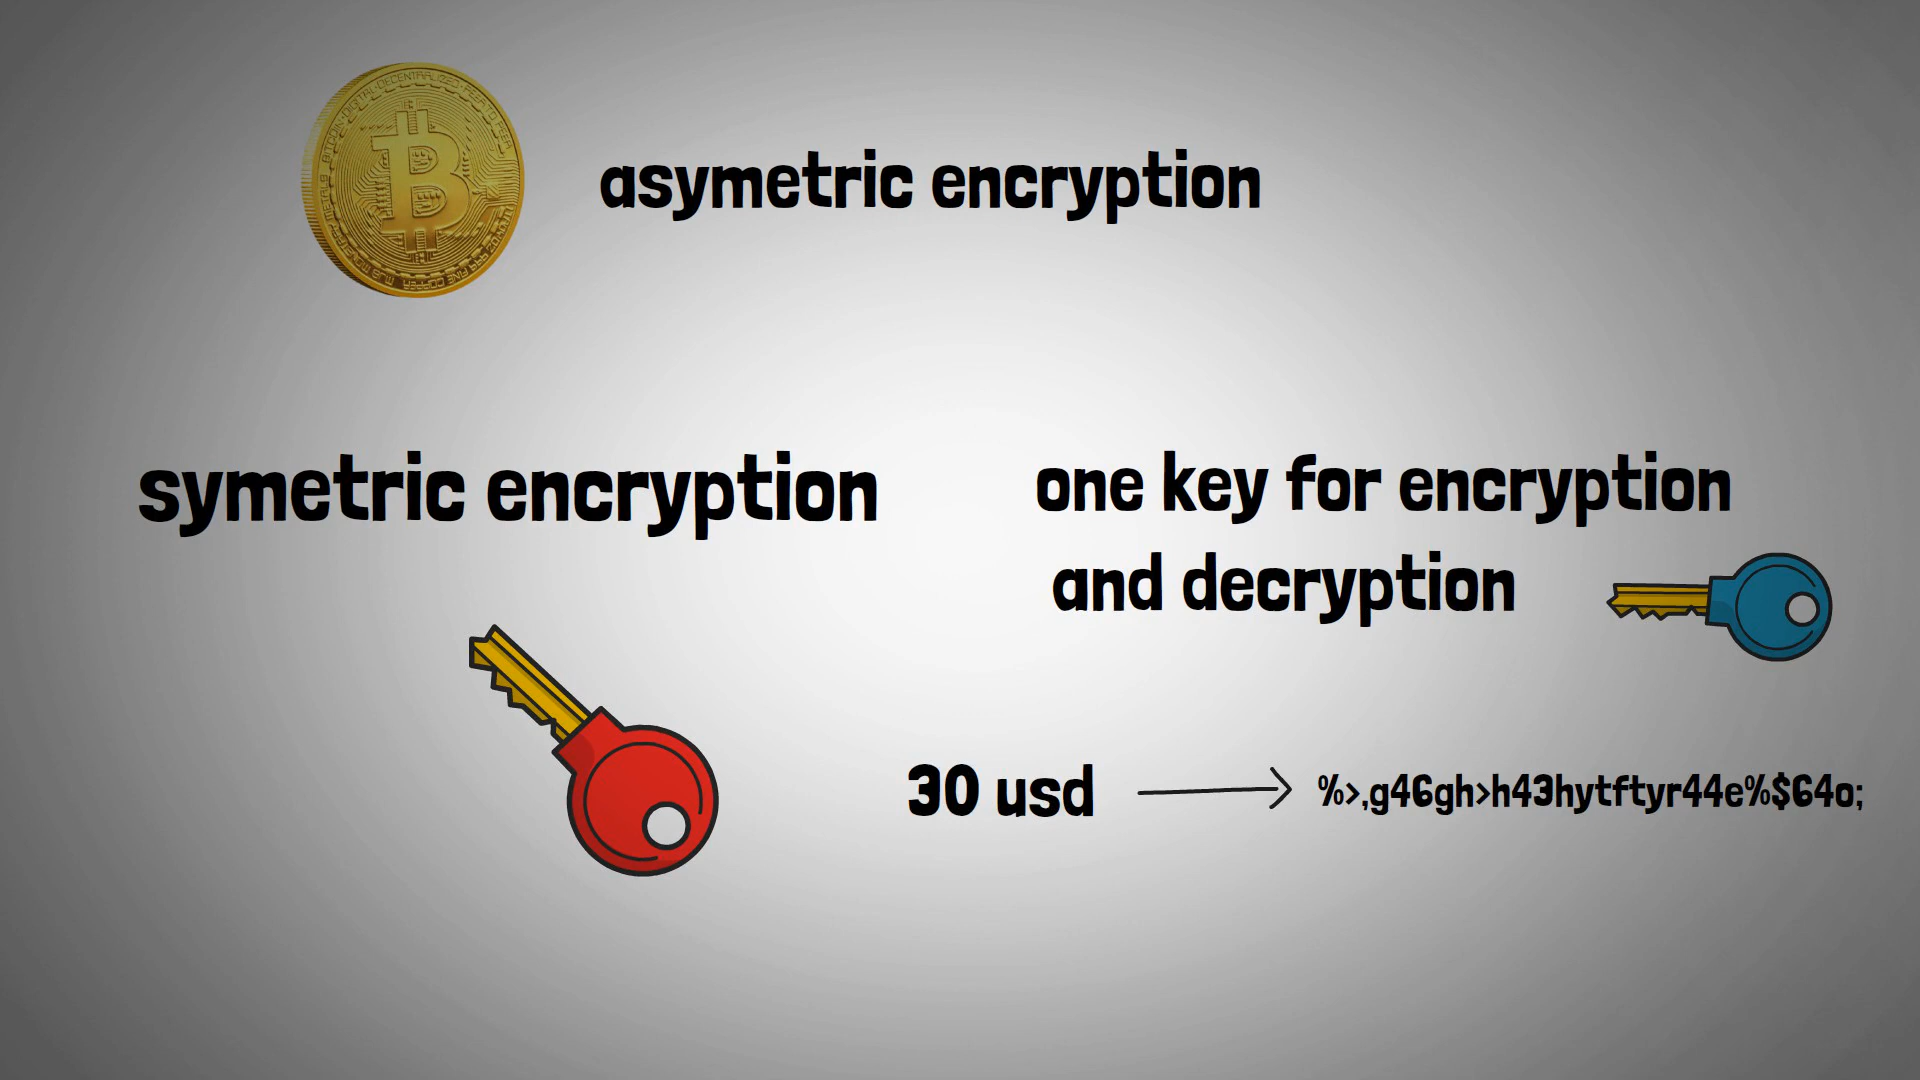 asymetric encryption
symetric encryption
one key for encryption
and decryption
30 usd
%>,g46gh>h43hytftyr44e%$64o;